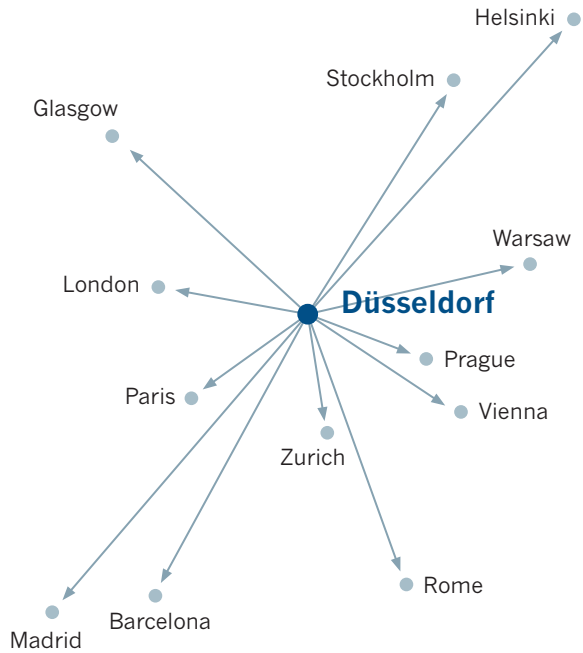 Helsinki
Stockholm
Glasgow
Warsaw
London
Düsseldorf
Prague
Paris
Vienna
Zurich
Rome
Barcelona
Madrid